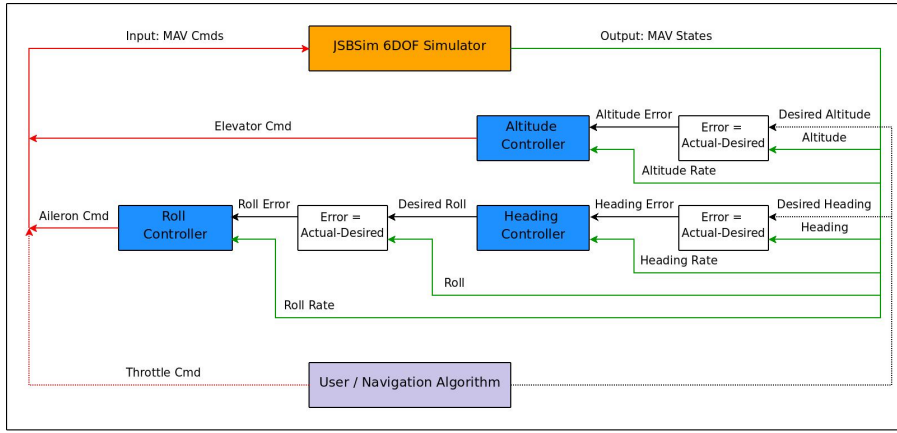 Input: MAV Cmds
JSBSim 6DOF Simulator
Output: MAV States
Elevator Cmd
Altitude
Controller
Altitude Error
Error =
Actual-Desired
Desired Altitude
Altitude
Altitude Rate
Aileron Cmd
Roll
Controller
Roll Error
Error =
Actual-Desired
Desired Roll
Heading
Controller
Heading Error
Error =
Actual-Desired
Desired Heading
Heading
Heading Rate
Roll
Roll Rate
Throttle Cmd
User / Navigation Algorithm